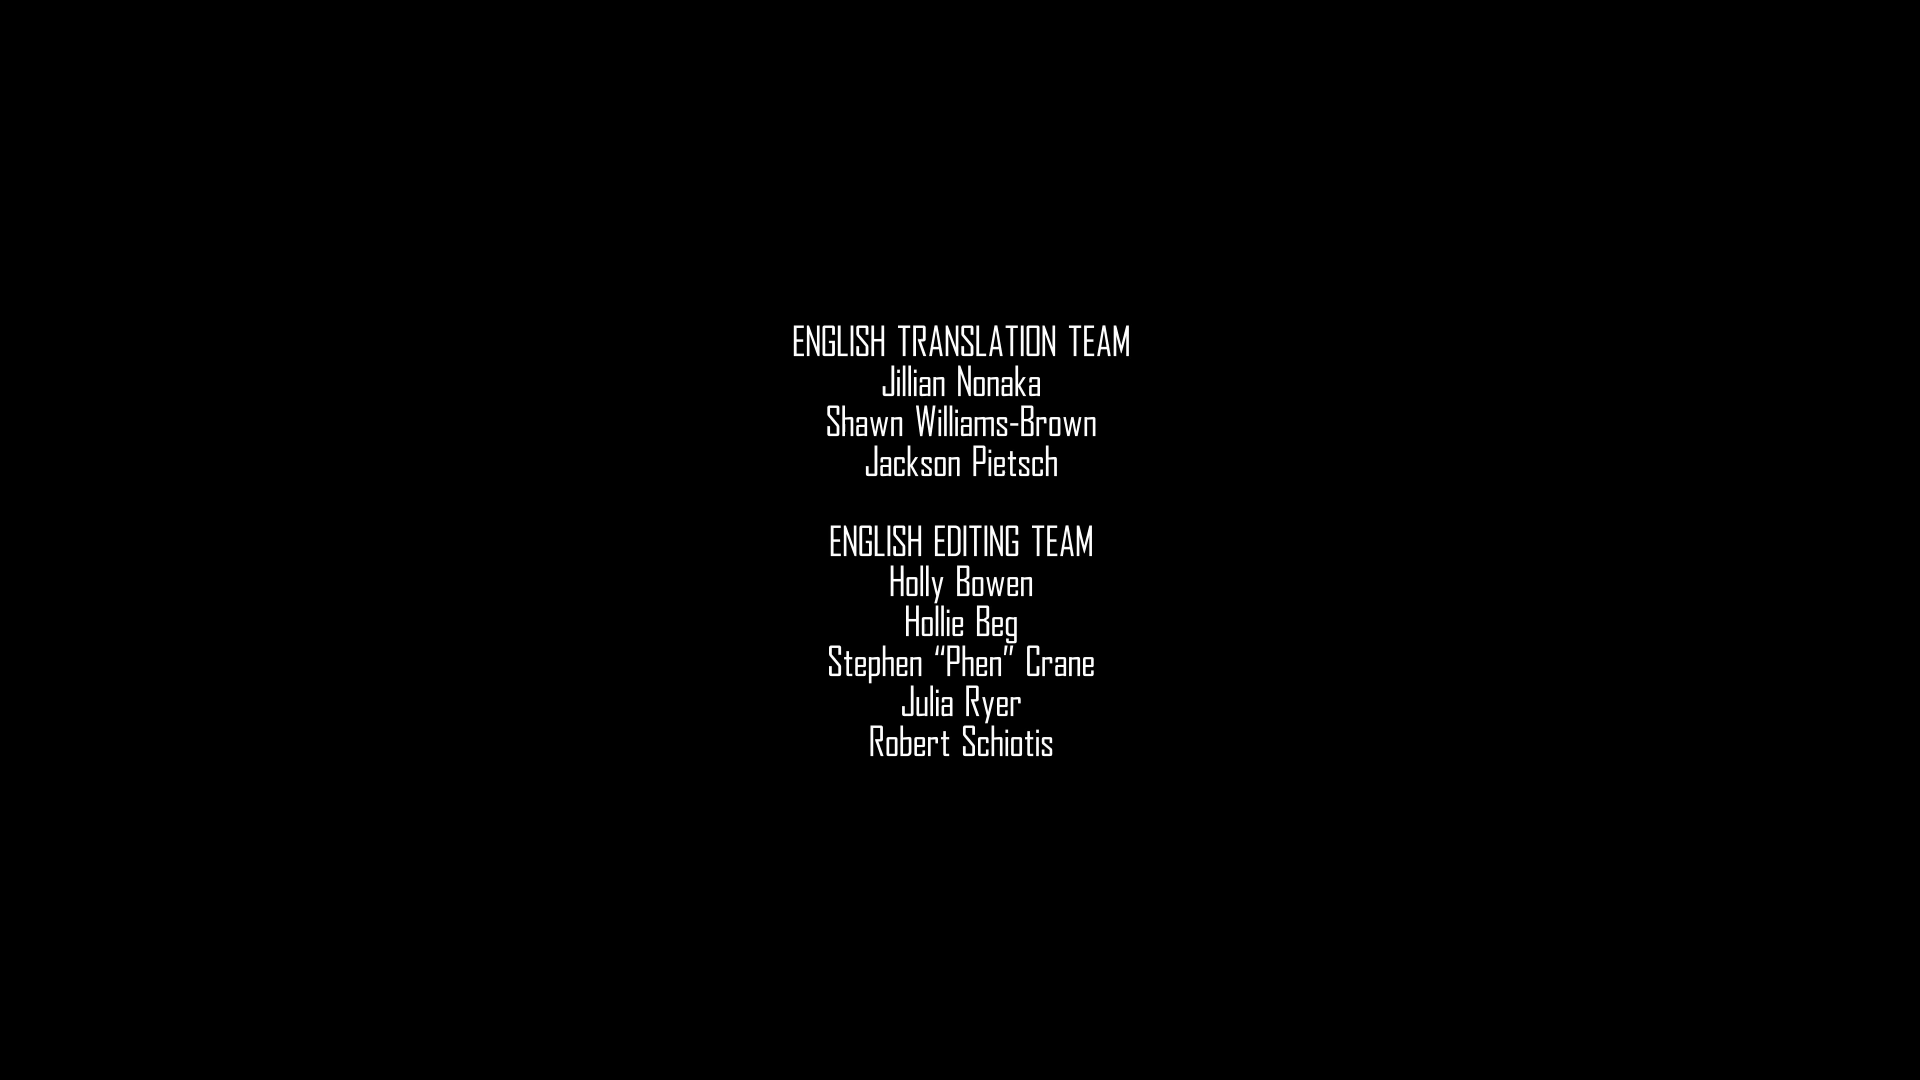 ENGLISH TRANSLATION TEAM
Jillian Nonaka
Shawn Williams-Brown
Jackson Pietsch
ENGLISH EDITING TEAM
Holly Bowen
Hollie Beg
Stephen “Phen” Crane
Julia Ryer
Robert Schiotis